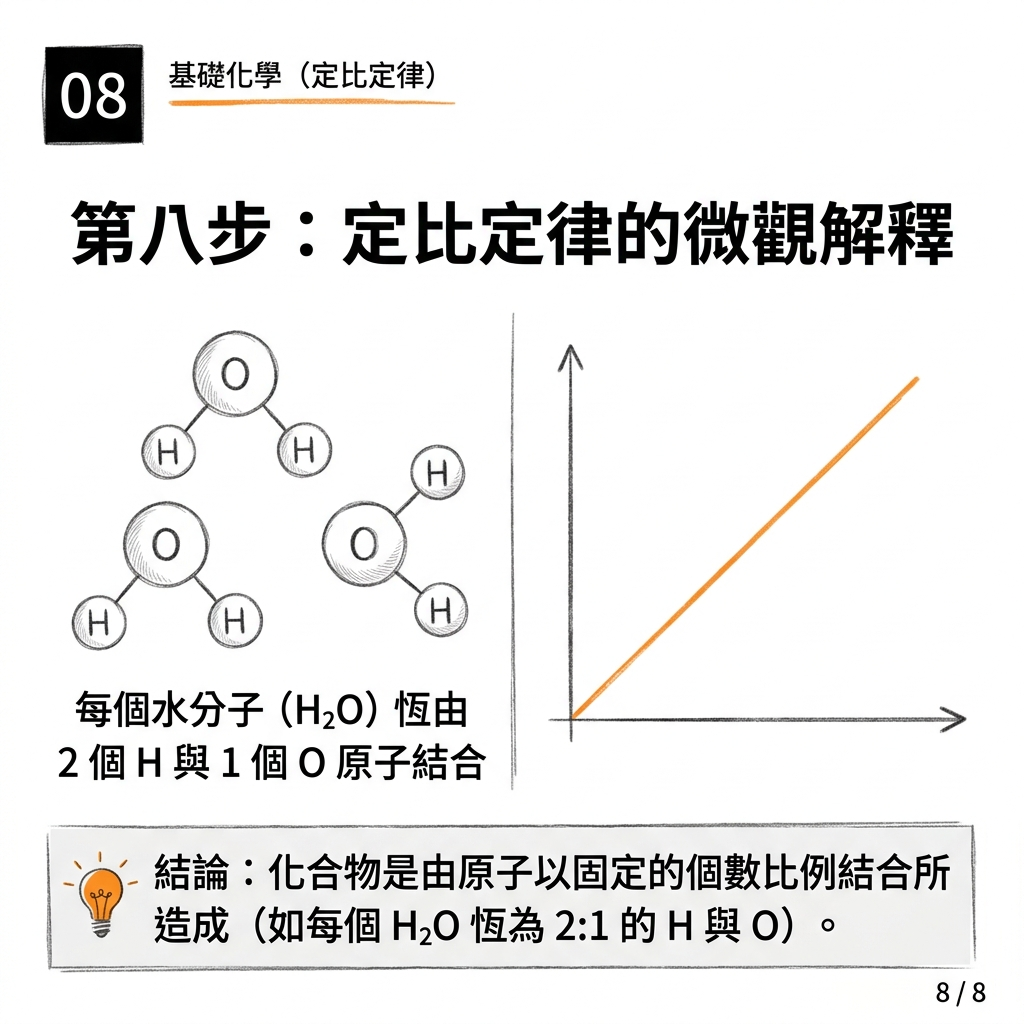 08
基礎化學（定比定律）
第八步：定比定律的微觀解釋
O
H
H
H
O
O
H
H
H
每個水分子（H₂O）恆由
2 個 H 與 1 個 O 原子結合
結論：化合物是由原子以固定的個數比例結合所
造成（如每個 H₂O 恆為 2:1 的 H 與 O）。
8 / 8